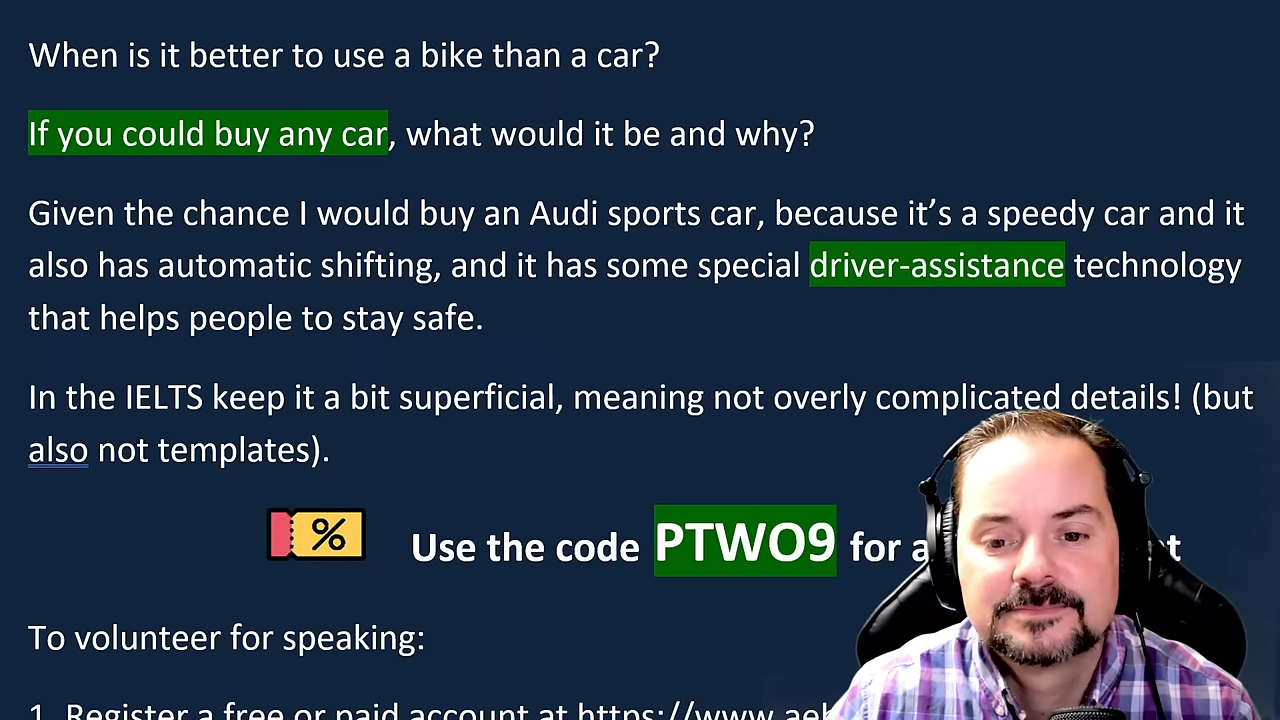 When is it better to use a bike than a car?
If you could buy any car, what would it be and why?
Given the chance I would buy an Audi sports car, because it’s a speedy car and it
also has automatic shifting, and it has some special driver-assistance technology
that helps people to stay safe.
In the IELTS keep it a bit superficial, meaning not overly complicated details! (but
also not templates).
% Use the code PTWO9 for
To volunteer for speaking:
1. Register a free or paid account at https://www.